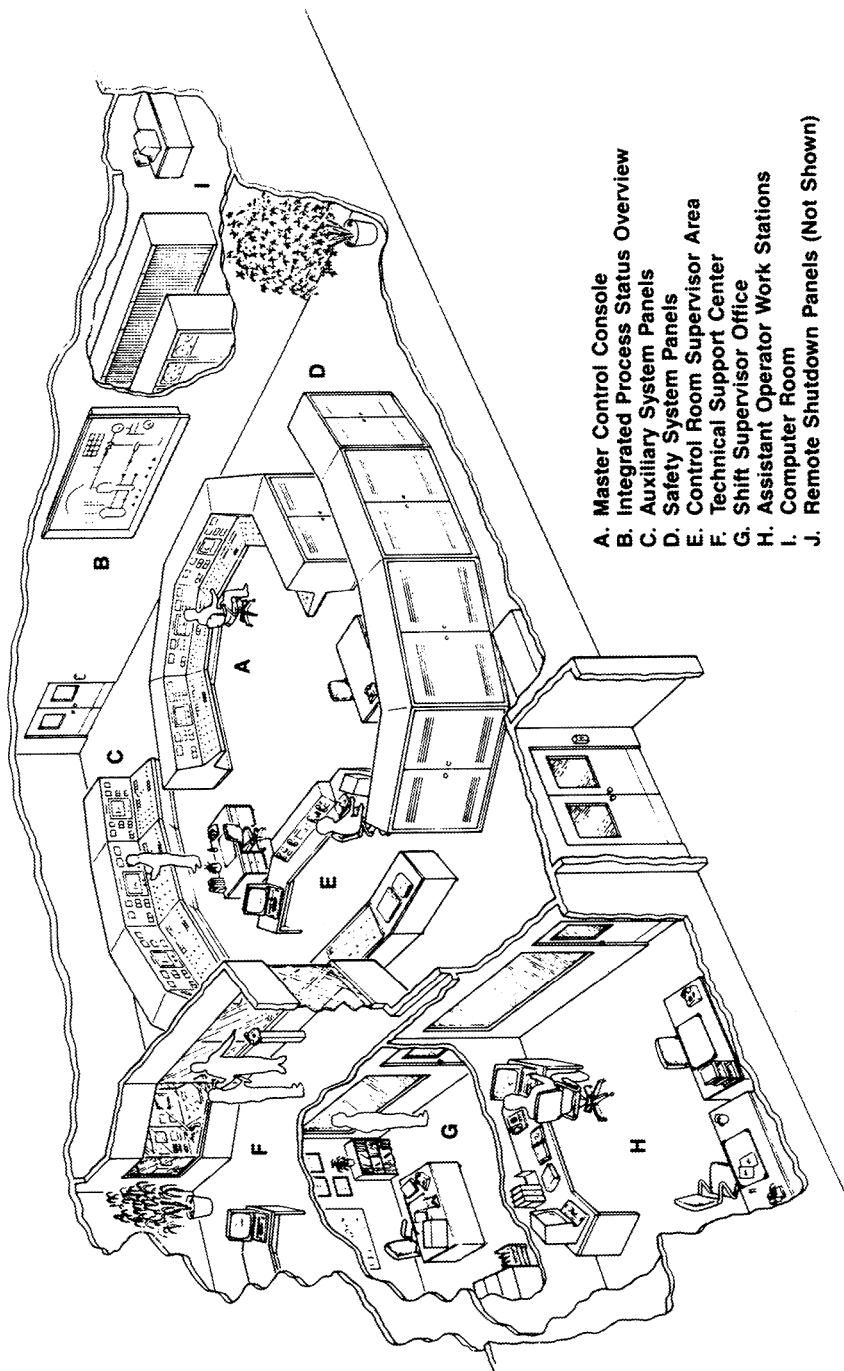 A
B
C
D
E
F
G
H
I
A. Master Control Console
B. Integrated Process Status Overview
C. Auxiliary System Panels
D. Safety System Panels
E. Control Room Supervisor Area
F. Technical Support Center
G. Shift Supervisor Office
H. Assistant Operator Work Stations
I. Computer Room
J. Remote Shutdown Panels (Not Shown)